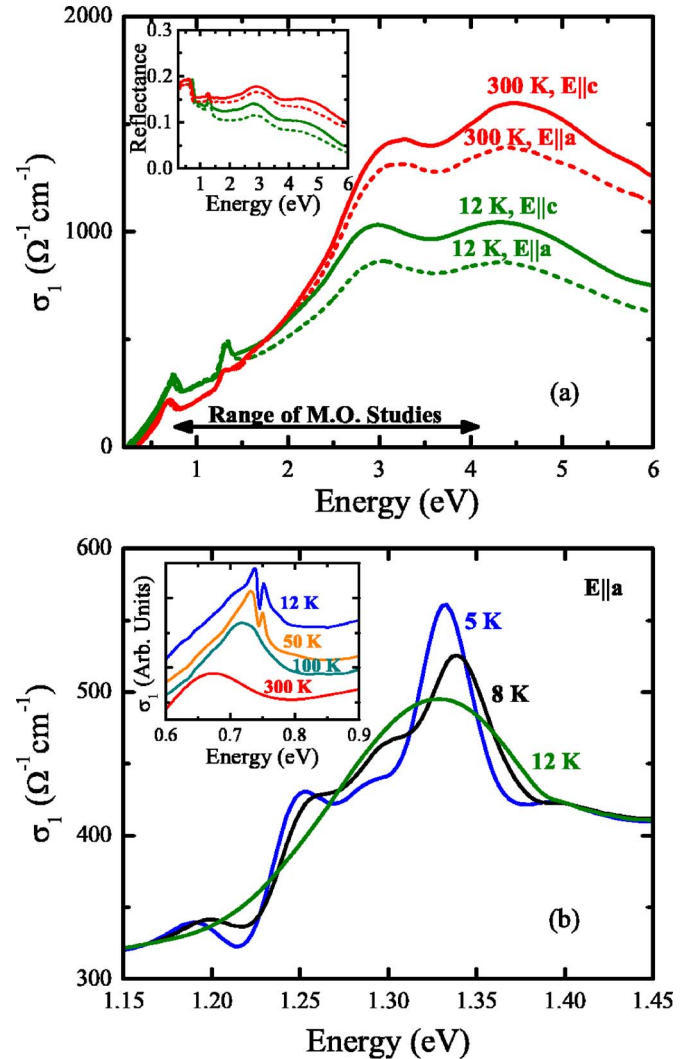 2000
1000
0
σ₁ (Ω⁻¹cm⁻¹)
0.3
0.2
0.1
0.0
Reflectance
1 2 3 4 5 6
Energy (eV)
300 K, E||c
300 K, E||a
12 K, E||c
12 K, E||a
(a)
Range of M.O. Studies
1 2 3 4 5 6
Energy (eV)
600
500
400
300
σ₁ (Ω⁻¹cm⁻¹)
σ₁ (Arb. Units)
12 K
50 K
100 K
300 K
0.6 0.7 0.8 0.9
Energy (eV)
E||a
5 K
8 K
12 K
(b)
1.15 1.20 1.25 1.30 1.35 1.40 1.45
Energy (eV)